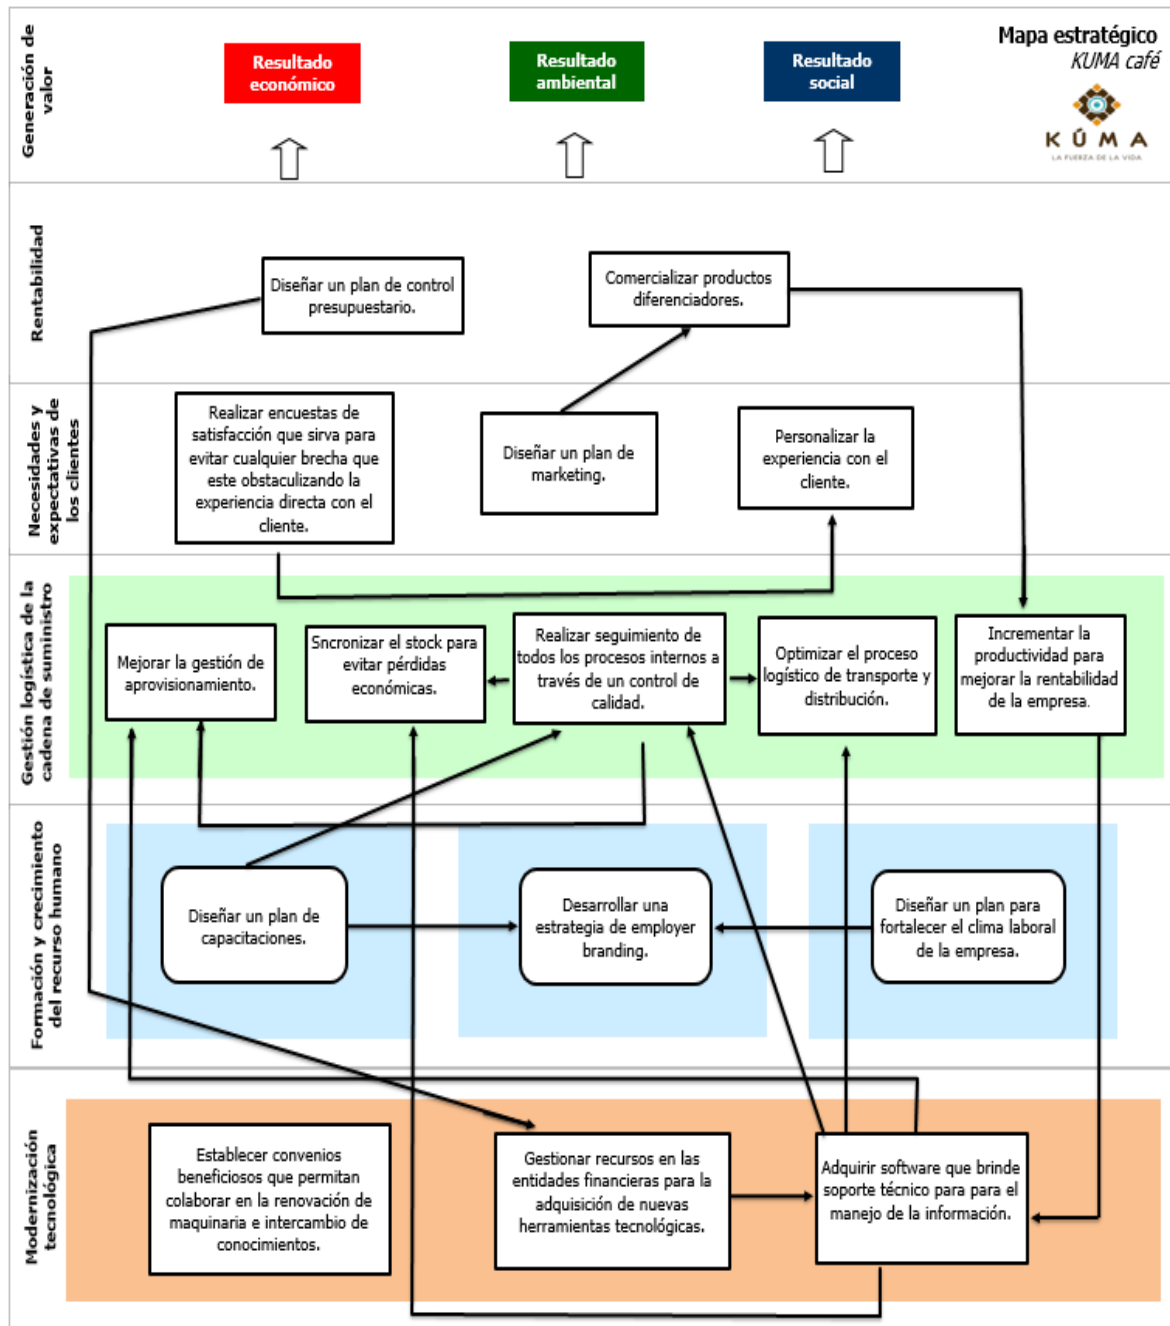 Mapa estratégico
KUMA café
KÚMA
LA FUERZA DE LA VIDA
Generación de
valor
Resultado
económico
Resultado
ambiental
Resultado
social
Rentabilidad
Diseñar un plan de control
presupuestario.
Comercializar productos
diferenciadores.
Necesidades y
expectativas de
los clientes
Realizar encuestas de
satisfacción que sirva para
evitar cualquier brecha que
este obstaculizando la
experiencia directa con el
cliente.
Diseñar un plan de
marketing.
Personalizar la
experiencia con el
cliente.
Gestión logística de la
cadena de suministro
Mejorar la gestión de
aprovisionamiento.
Sncronizar el stock para
evitar pérdidas
económicas.
Realizar seguimiento de
todos los procesos internos a
través de un control de
calidad.
Optimizar el proceso
logístico de transporte y
distribución.
Incrementar la
productividad para
mejorar la rentabilidad
de la empresa.
Formación y crecimiento
del recurso humano
Diseñar un plan de
capacitaciones.
Desarrollar una
estrategia de employer
branding.
Diseñar un plan para
fortalecer el clima laboral
de la empresa.
Modernización
tecnológica
Establecer convenios
beneficiosos que permitan
colaborar en la renovación de
maquinaria e intercambio de
conocimientos.
Gestionar recursos en las
entidades financieras para la
adquisición de nuevas
herramientas tecnológicas.
Adquirir software que brinde
soporte técnico para para el
manejo de la información.